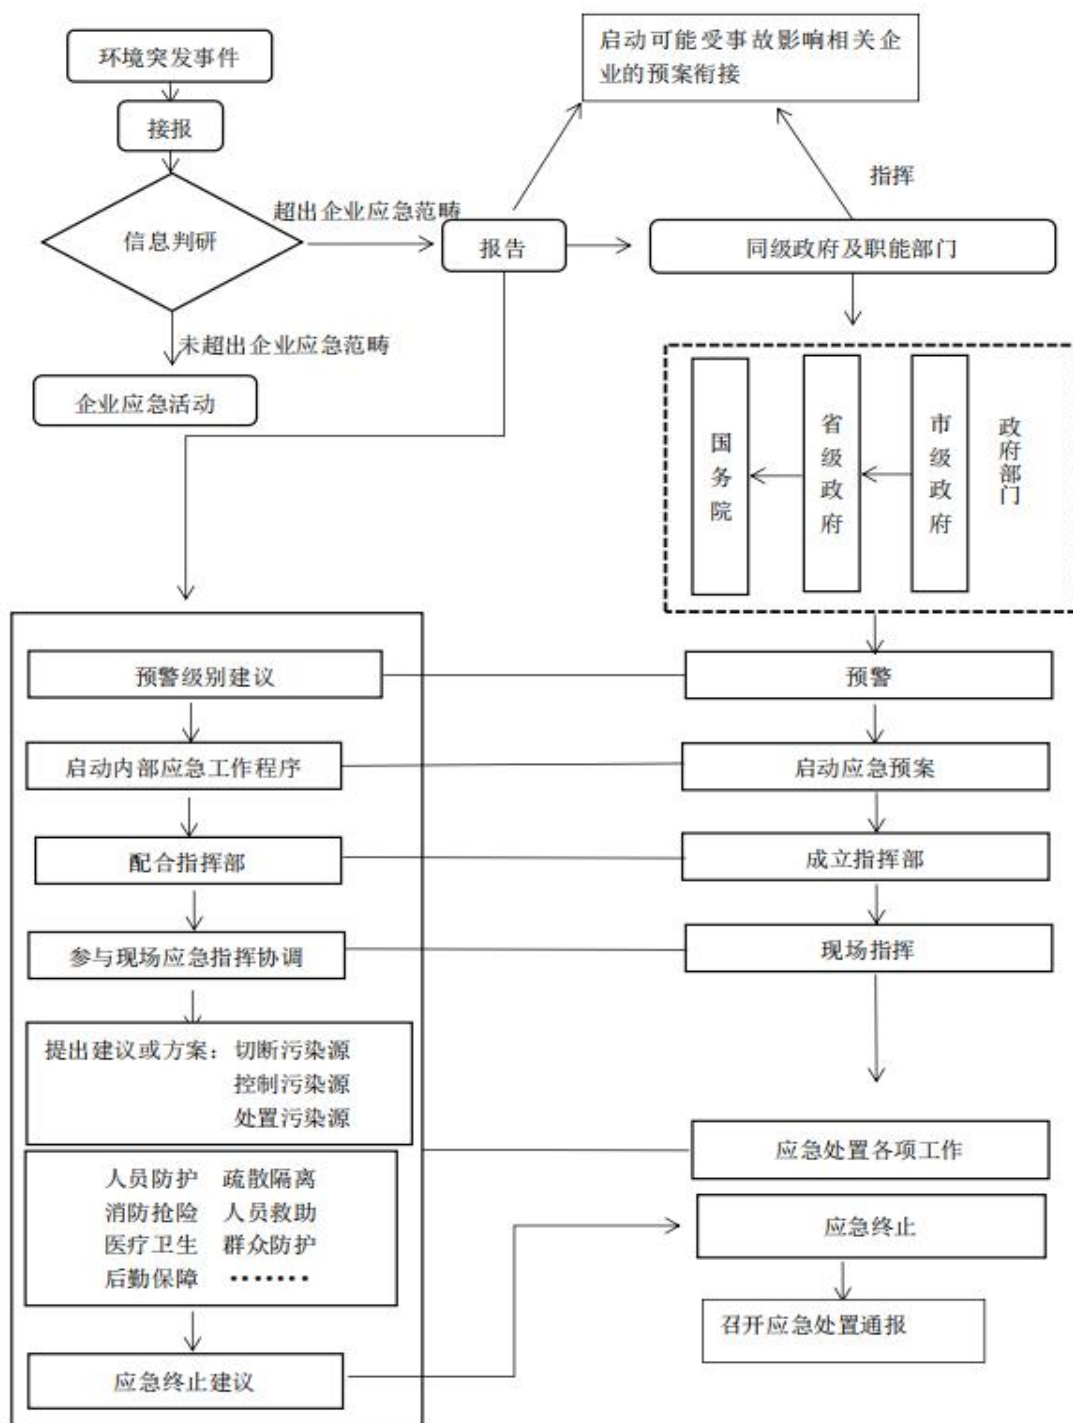 环境突发事件
启动可能受事故影响相关企
业的预案衔接
接报
指挥
超出企业应急范畴
信息判研
报告
同级政府及职能部门
未超出企业应急范畴
企业应急活动
国务院
省级政府
市级政府
政府部门
预警级别建议
预警
启动内部应急工作程序
启动应急预案
配合指挥部
成立指挥部
参与现场应急指挥协调
现场指挥
提出建议或方案：切断污染源
控制污染源
处置污染源
应急处置各项工作
人员防护 疏散隔离
消防抢险 人员救助
医疗卫生 群众防护
后勤保障 ·······
应急终止
召开应急处置通报
应急终止建议